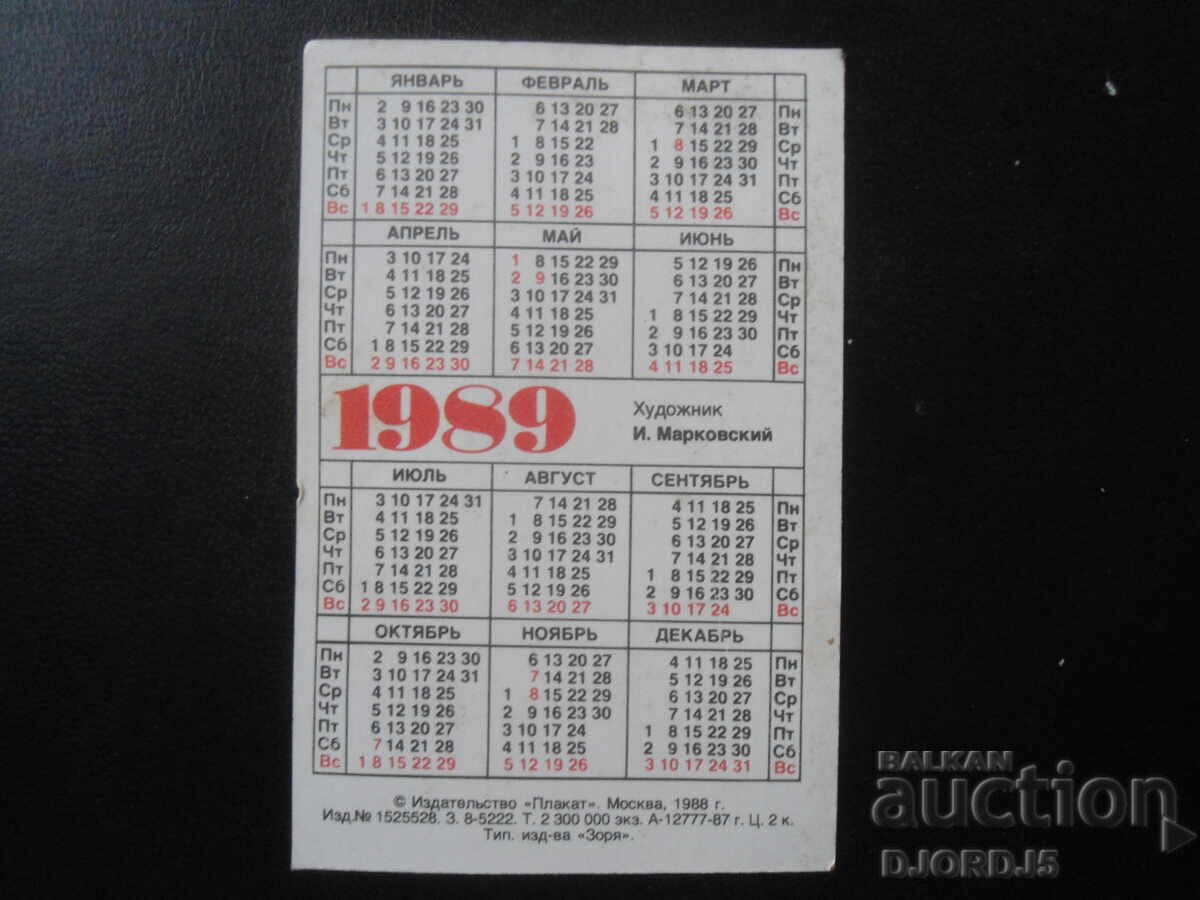 ЯНВАРЬ ФЕВРАЛЬ МАРТ
Пн 2 9 16 23 30 6 13 20 27 6 13 20 27 Пн
Вт 3 10 17 24 31 7 14 21 28 7 14 21 28 Вт
Ср 4 11 18 25 1 8 15 22 1 8 15 22 29 Ср
Чт 5 12 19 26 2 9 16 23 2 9 16 23 30 Чт
Пт 6 13 20 27 3 10 17 24 3 10 17 24 31 Пт
Сб 7 14 21 28 4 11 18 25 4 11 18 25 Сб
Вс 1 8 15 22 29 5 12 19 26 5 12 19 26 Вс
АПРЕЛЬ МАЙ ИЮНЬ
Пн 3 10 17 24 1 8 15 22 29 5 12 19 26 Пн
Вт 4 11 18 25 2 9 16 23 30 6 13 20 27 Вт
Ср 5 12 19 26 3 10 17 24 31 7 14 21 28 Ср
Чт 6 13 20 27 4 11 18 25 1 8 15 22 29 Чт
Пт 7 14 21 28 5 12 19 26 2 9 16 23 30 Пт
Сб 1 8 15 22 29 6 13 20 27 3 10 17 24 Сб
Вс 2 9 16 23 30 7 14 21 28 4 11 18 25 Вс
1989
Художник
И. Марковский
ИЮЛЬ АВГУСТ СЕНТЯБРЬ
Пн 3 10 17 24 31 7 14 21 28 4 11 18 25 Пн
Вт 4 11 18 25 1 8 15 22 29 5 12 19 26 Вт
Ср 5 12 19 26 2 9 16 23 30 6 13 20 27 Ср
Чт 6 13 20 27 3 10 17 24 31 7 14 21 28 Чт
Пт 7 14 21 28 4 11 18 25 1 8 15 22 29 Пт
Сб 1 8 15 22 29 5 12 19 26 2 9 16 23 30 Сб
Вс 2 9 16 23 30 6 13 20 27 3 10 17 24 Вс
ОКТЯБРЬ НОЯБРЬ ДЕКАБРЬ
Пн 2 9 16 23 30 6 13 20 27 4 11 18 25 Пн
Вт 3 10 17 24 31 7 14 21 28 5 12 19 26 Вт
Ср 4 11 18 25 1 8 15 22 29 6 13 20 27 Ср
Чт 5 12 19 26 2 9 16 23 30 7 14 21 28 Чт
Пт 6 13 20 27 3 10 17 24 1 8 15 22 29 Пт
Сб 7 14 21 28 4 11 18 25 2 9 16 23 30 Сб
Вс 1 8 15 22 29 5 12 19 26 3 10 17 24 31 Вс
© Издательство «Плакат». Москва, 1988 г.
Изд.№ 1525528. З. 8-5222. Т. 2 300 000 экз. А-12777-87 г. Ц. 2 к.
Тип. изд-ва «Зоря».
BALKAN
auction
DJORDJ5